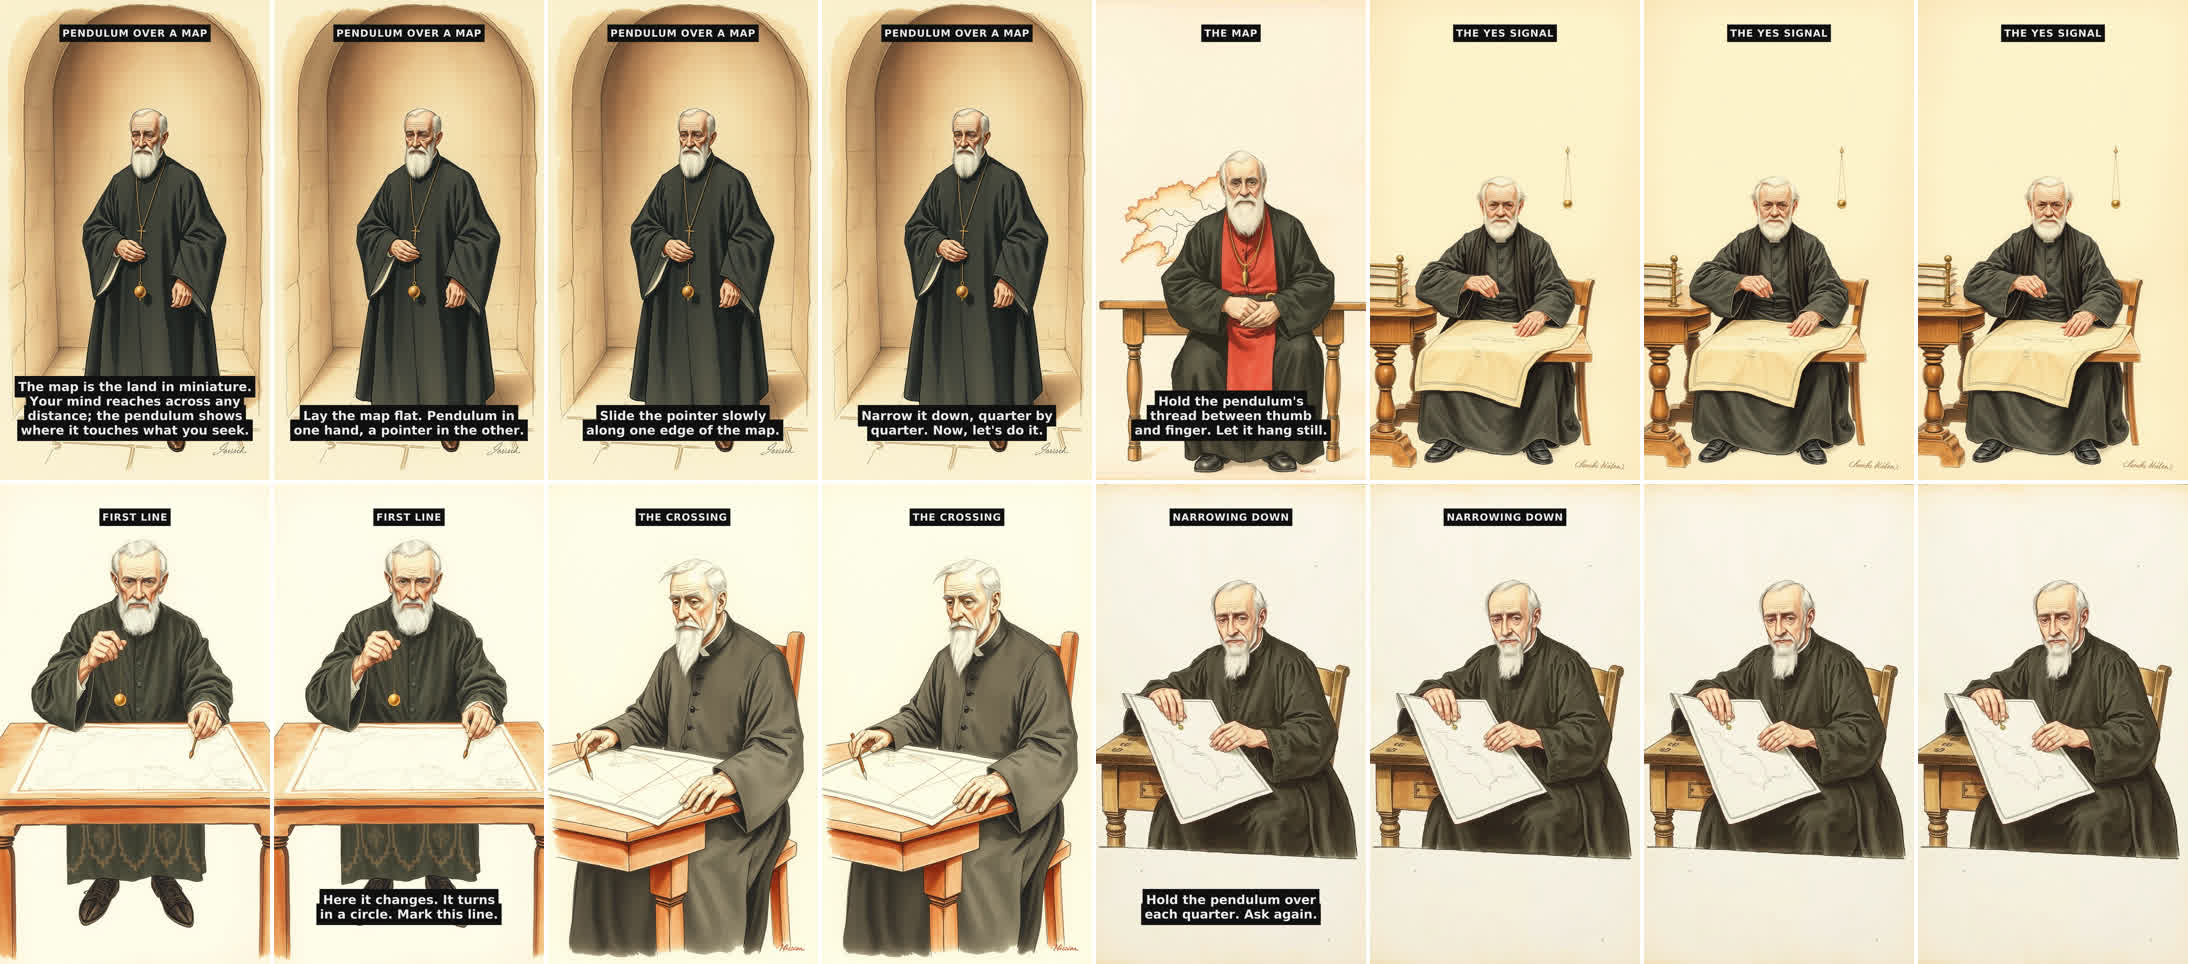 PENDULUM OVER A MAP
The map is the land in miniature.
Your mind reaches across any
distance; the pendulum shows
where it touches what you seek.
PENDULUM OVER A MAP
Lay the map flat. Pendulum in
one hand, a pointer in the other.
PENDULUM OVER A MAP
Slide the pointer slowly
along one edge of the map.
PENDULUM OVER A MAP
Narrow it down, quarter by
quarter. Now, let's do it.
THE MAP
Hold the pendulum's
thread between thumb
and finger. Let it hang still.
THE YES SIGNAL
THE YES SIGNAL
THE YES SIGNAL
FIRST LINE
FIRST LINE
Here it changes. It turns
in a circle. Mark this line.
THE CROSSING
THE CROSSING
NARROWING DOWN
Hold the pendulum over
each quarter. Ask again.
NARROWING DOWN